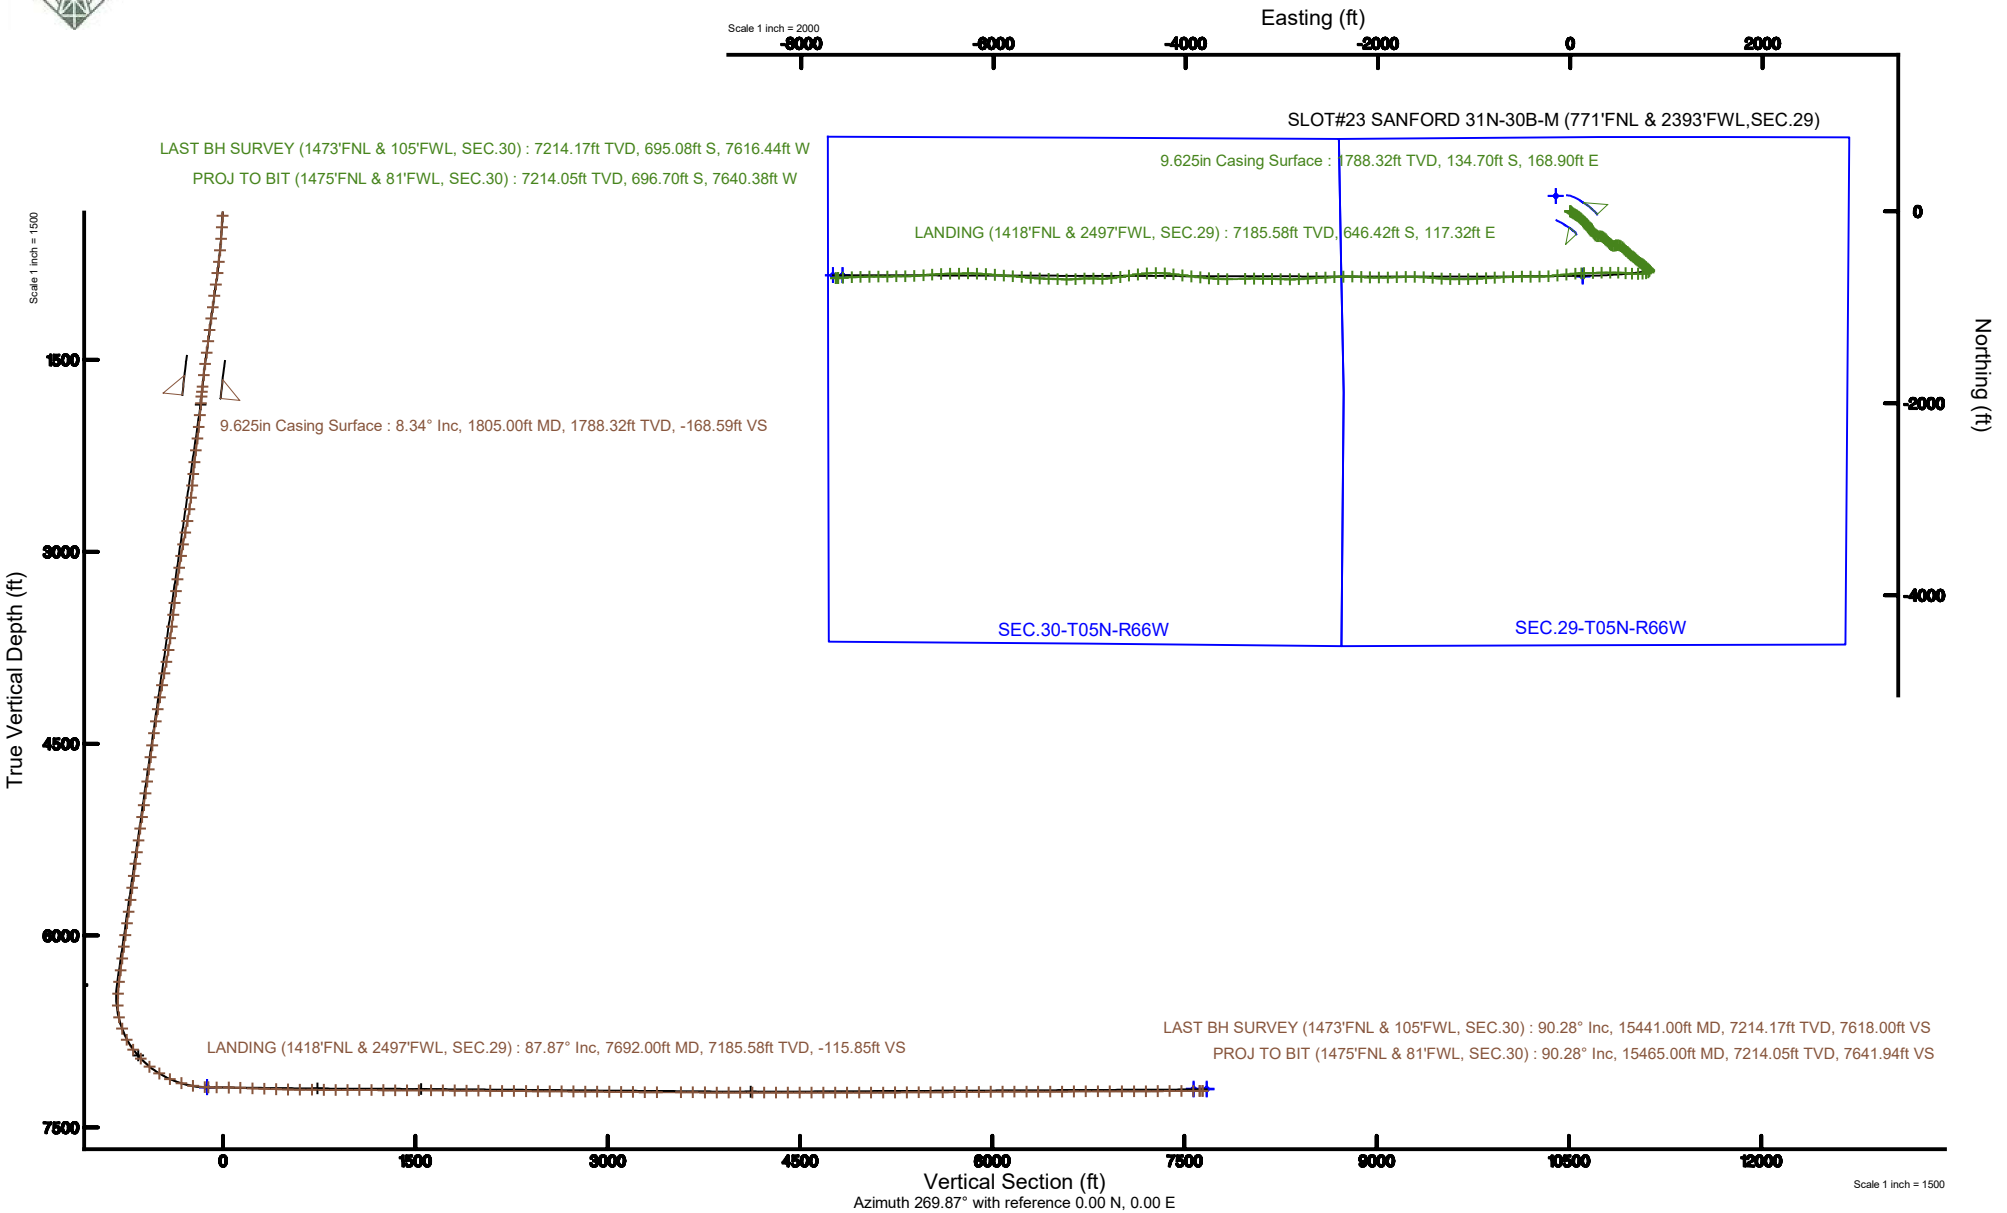 Easting (ft)
Scale 1 inch = 2000
-8000
-6000
-4000
-2000
0
2000
SLOT#23 SANFORD 31N-30B-M (771'FNL & 2393'FWL,SEC.29)
LAST BH SURVEY (1473'FNL & 105'FWL, SEC.30) : 7214.17ft TVD, 695.08ft S, 7616.44ft W
9.625in Casing Surface : 1788.32ft TVD, 134.70ft S, 168.90ft E
PROJ TO BIT (1475'FNL & 81'FWL, SEC.30) : 7214.05ft TVD, 696.70ft S, 7640.38ft W
LANDING (1418'FNL & 2497'FWL, SEC.29) : 7185.58ft TVD, 646.42ft S, 117.32ft E
0
-2000
-4000
Northing (ft)
SEC.30-T05N-R66W
SEC.29-T05N-R66W
Scale 1 inch = 1500
1500
3000
4500
6000
7500
True Vertical Depth (ft)
9.625in Casing Surface : 8.34° Inc, 1805.00ft MD, 1788.32ft TVD, -168.59ft VS
LAST BH SURVEY (1473'FNL & 105'FWL, SEC.30) : 90.28° Inc, 15441.00ft MD, 7214.17ft TVD, 7618.00ft VS
LANDING (1418'FNL & 2497'FWL, SEC.29) : 87.87° Inc, 7692.00ft MD, 7185.58ft TVD, -115.85ft VS
PROJ TO BIT (1475'FNL & 81'FWL, SEC.30) : 90.28° Inc, 15465.00ft MD, 7214.05ft TVD, 7641.94ft VS
0
1500
3000
4500
6000
7500
9000
10500
12000
Vertical Section (ft)
Scale 1 inch = 1500
Azimuth 269.87° with reference 0.00 N, 0.00 E